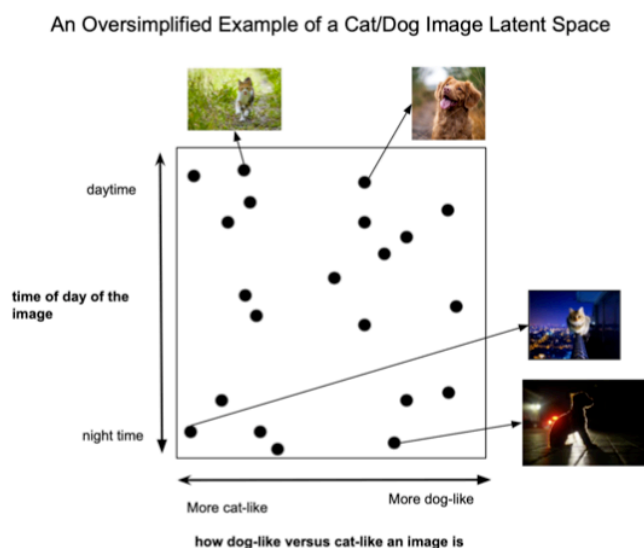 An Oversimplified Example of a Cat/Dog Image Latent Space
daytime
time of day of the
image
night time
More cat-like
More dog-like
how dog-like versus cat-like an image is